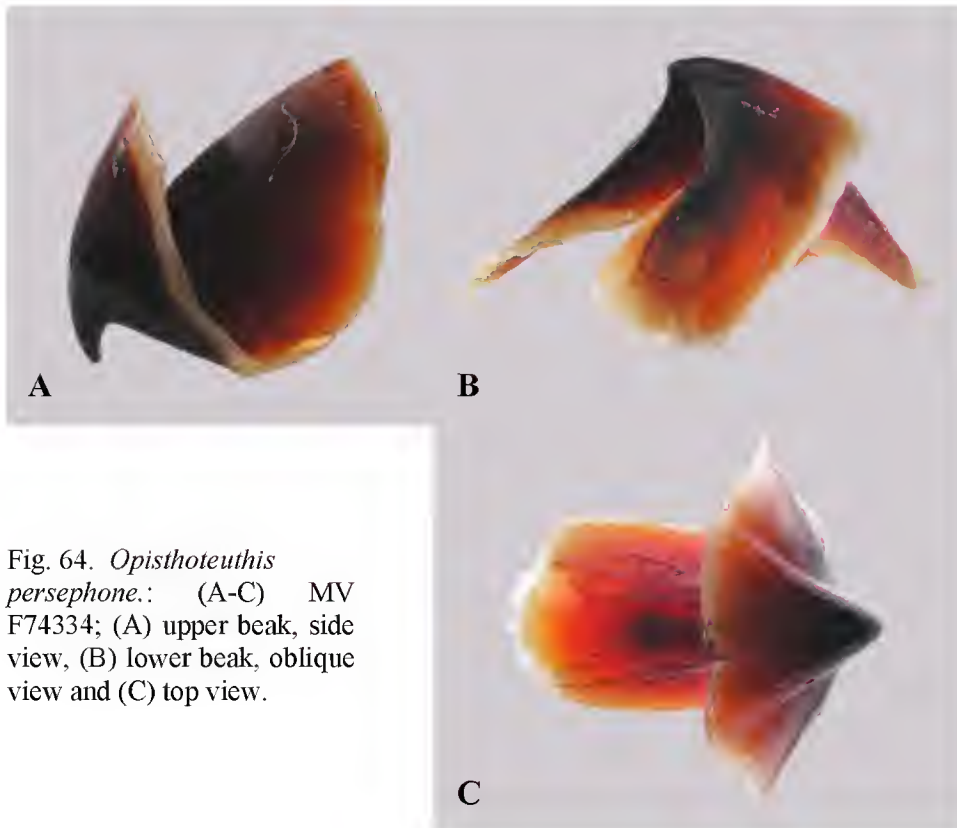 A
B
Fig. 64. Opisthoteuthis
persephone.: (A-C) MV
F74334; (A) upper beak, side
view, (B) lower beak, oblique
view and (C) top view.
C